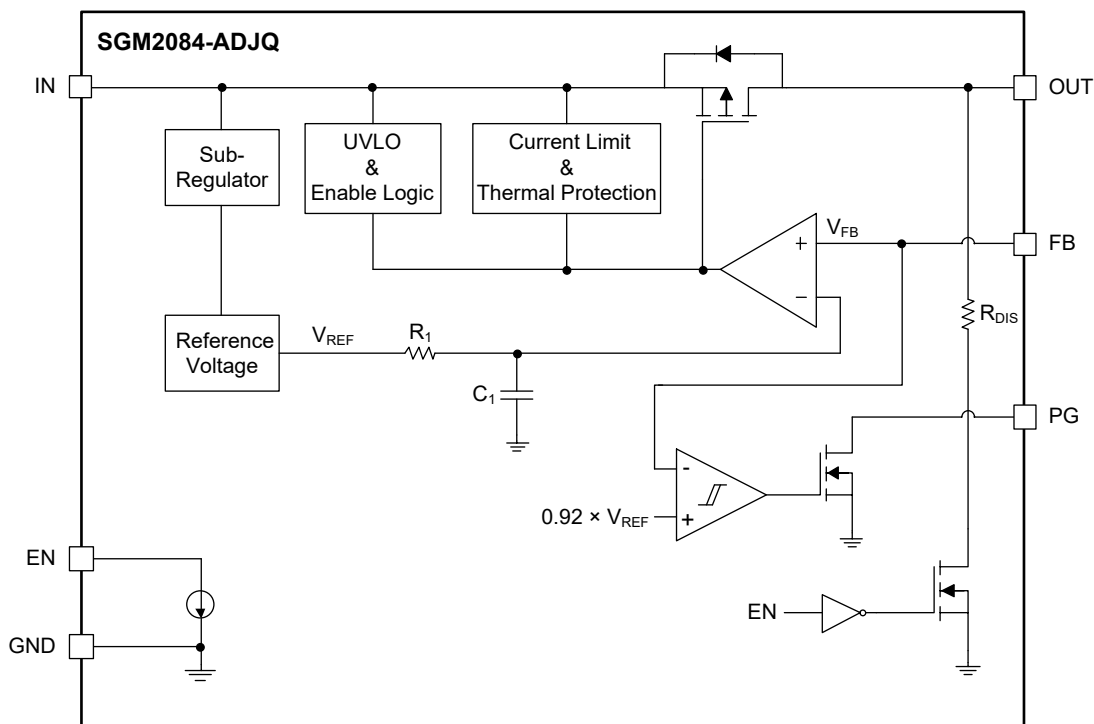 SGM2084-ADJQ
IN
OUT
Sub-
Regulator
UVLO
&
Enable Logic
Current Limit
&
Thermal Protection
V_FB
+
FB
−
R_DIS
Reference
Voltage
V_REF
R_1
C_1
PG
-
0.92 × V_REF
+
EN
EN
GND